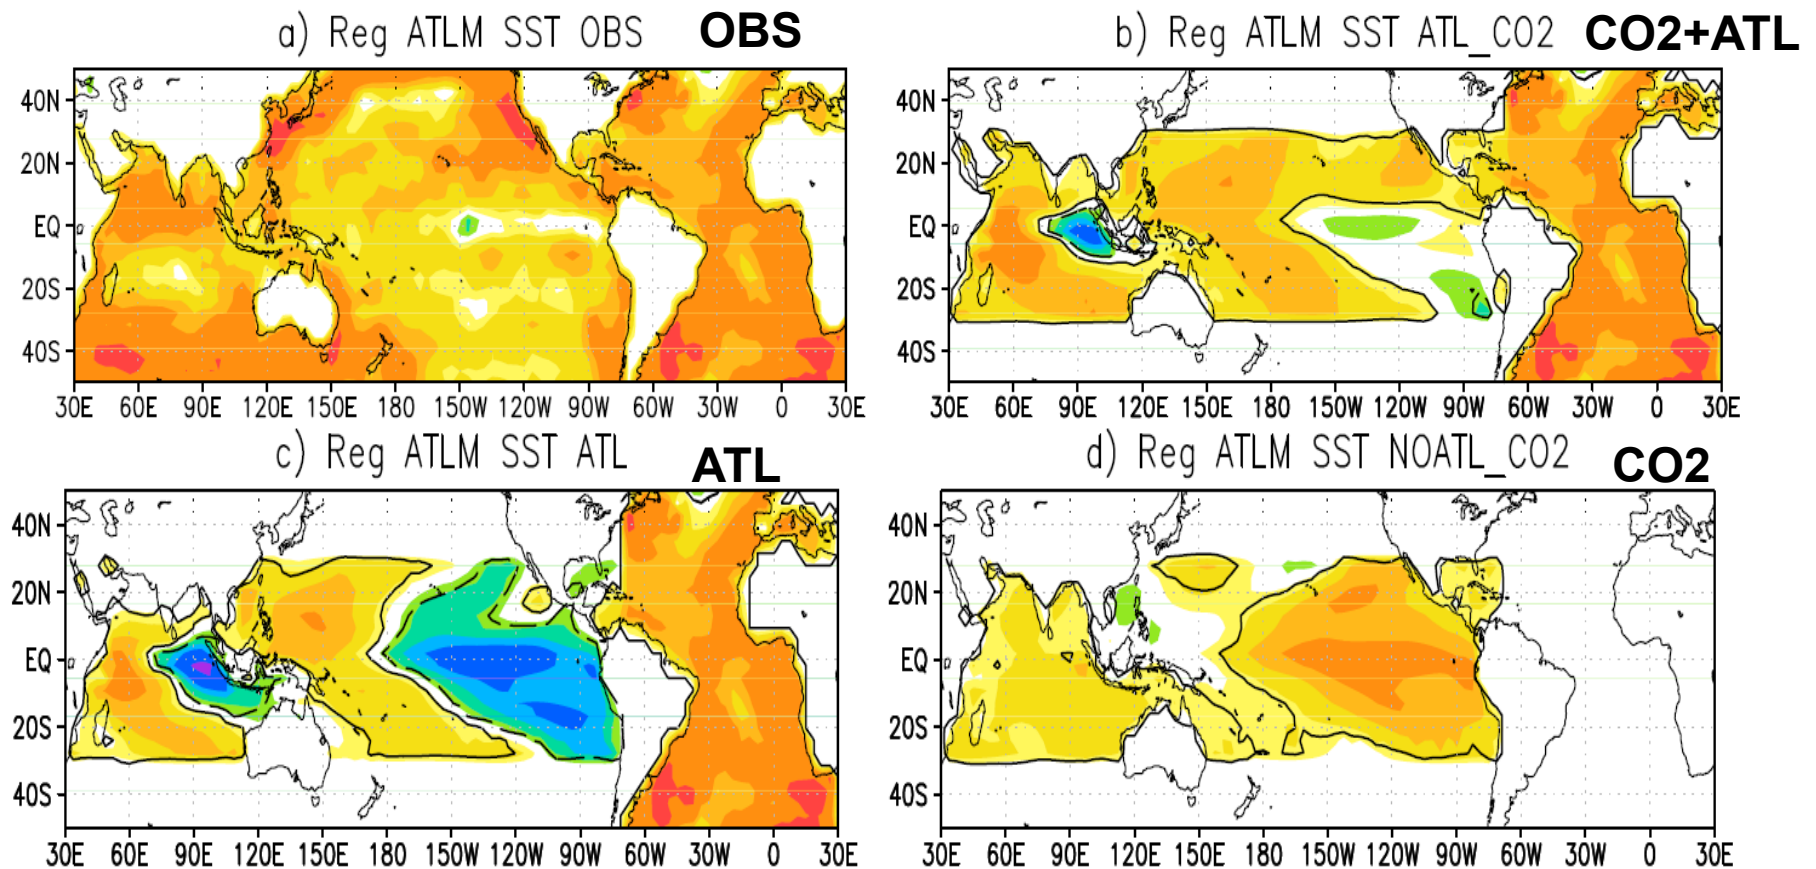 a) Reg ATLM SST OBS OBS
b) Reg ATLM SST ATL_CO2 CO2+ATL
40N
20N
EQ
20S
40S
30E 60E 90E 120E 150E 180 150W 120W 90W 60W 30W 0 30E
40N
20N
EQ
20S
40S
30E 60E 90E 120E 150E 180 150W 120W 90W 60W 30W 0 30E
c) Reg ATLM SST ATL ATL
d) Reg ATLM SST NOATL_CO2 CO2
40N
20N
EQ
20S
40S
30E 60E 90E 120E 150E 180 150W 120W 90W 60W 30W 0 30E
40N
20N
EQ
20S
40S
30E 60E 90E 120E 150E 180 150W 120W 90W 60W 30W 0 30E